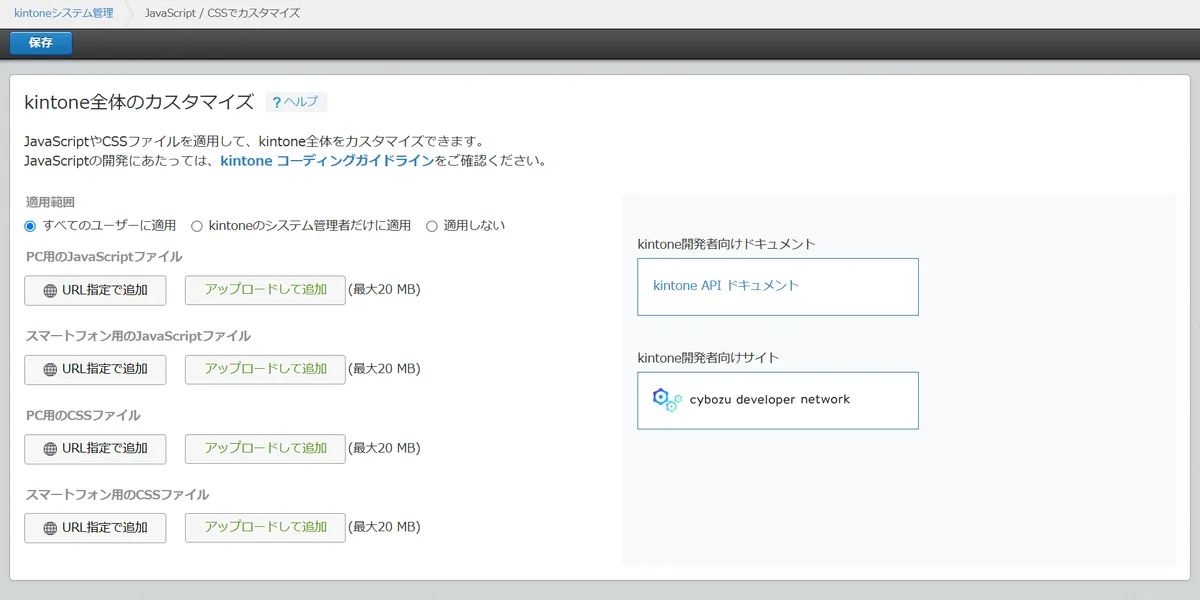 kintoneシステム管理 JavaScript / CSSでカスタマイズ
保存
kintone全体のカスタマイズ ?ヘルプ
JavaScriptやCSSファイルを適用して、kintone全体をカスタマイズできます。
JavaScriptの開発にあたっては、kintone コーディングガイドラインをご確認ください。
適用範囲
すべてのユーザーに適用 kintoneのシステム管理者だけに適用 適用しない
PC用のJavaScriptファイル
URL指定で追加 アップロードして追加 (最大20 MB)
スマートフォン用のJavaScriptファイル
URL指定で追加 アップロードして追加 (最大20 MB)
PC用のCSSファイル
URL指定で追加 アップロードして追加 (最大20 MB)
スマートフォン用のCSSファイル
URL指定で追加 アップロードして追加 (最大20 MB)
kintone開発者向けドキュメント
kintone API ドキュメント
kintone開発者向けサイト
cybozu developer network